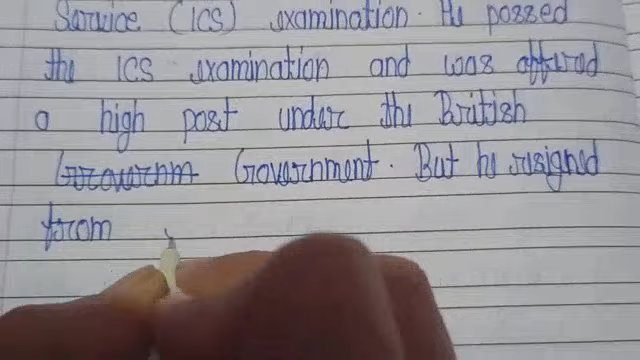 Service (ICS) examination. He passed
the ICS examination and was offered
a high post under the British
Governm Government. But he resigned
from